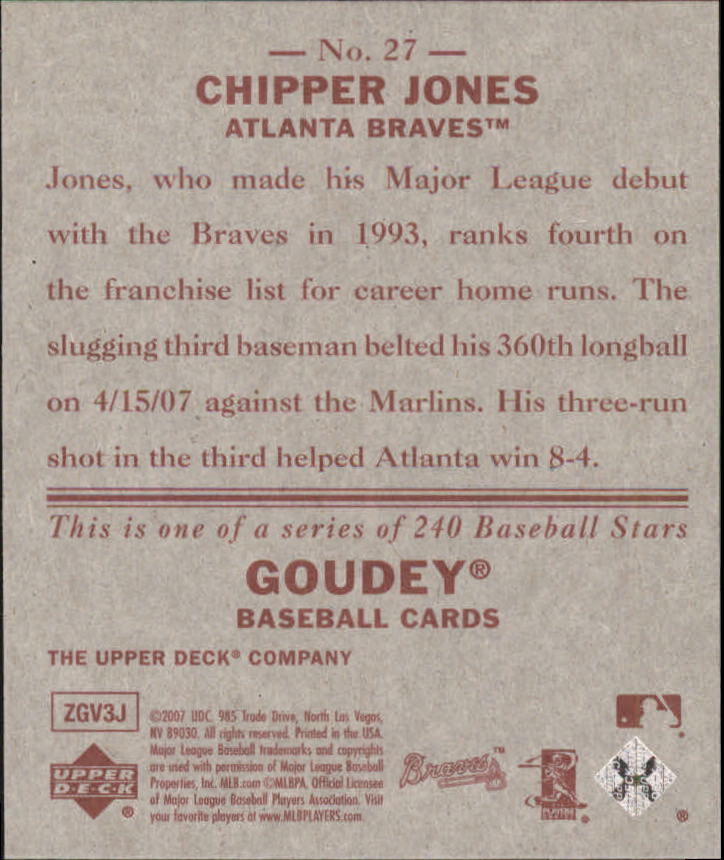 — No. 27 —
CHIPPER JONES
ATLANTA BRAVES™
Jones, who made his Major League debut
with the Braves in 1993, ranks fourth on
the franchise list for career home runs. The
slugging third baseman belted his 360th longball
on 4/15/07 against the Marlins. His three-run
shot in the third helped Atlanta win 8-4.
This is one of a series of 240 Baseball Stars
GOUDEY®
BASEBALL CARDS
THE UPPER DECK® COMPANY
ZGV3J
©2007 UDC. 985 Trade Drive, North Las Vegas,
NV 89030. All rights reserved. Printed in the USA.
Major League Baseball trademarks and copyrights
are used with permission of Major League Baseball
Properties, Inc. MLB.com ©MLBPA, Official Licensee
of Major League Baseball Players Association. Visit
your favorite players at www.MLBPLAYERS.com.
UPPER
D·E·C·K
®
Braves™
PLAYERS
®
®
®